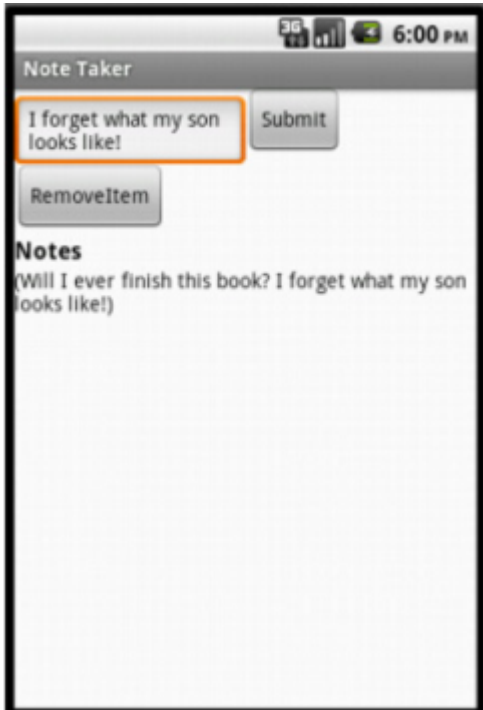 3G 6:00 PM
Note Taker
I forget what my son
looks like!
Submit
RemoveItem
Notes
(Will I ever finish this book? I forget what my son
looks like!)